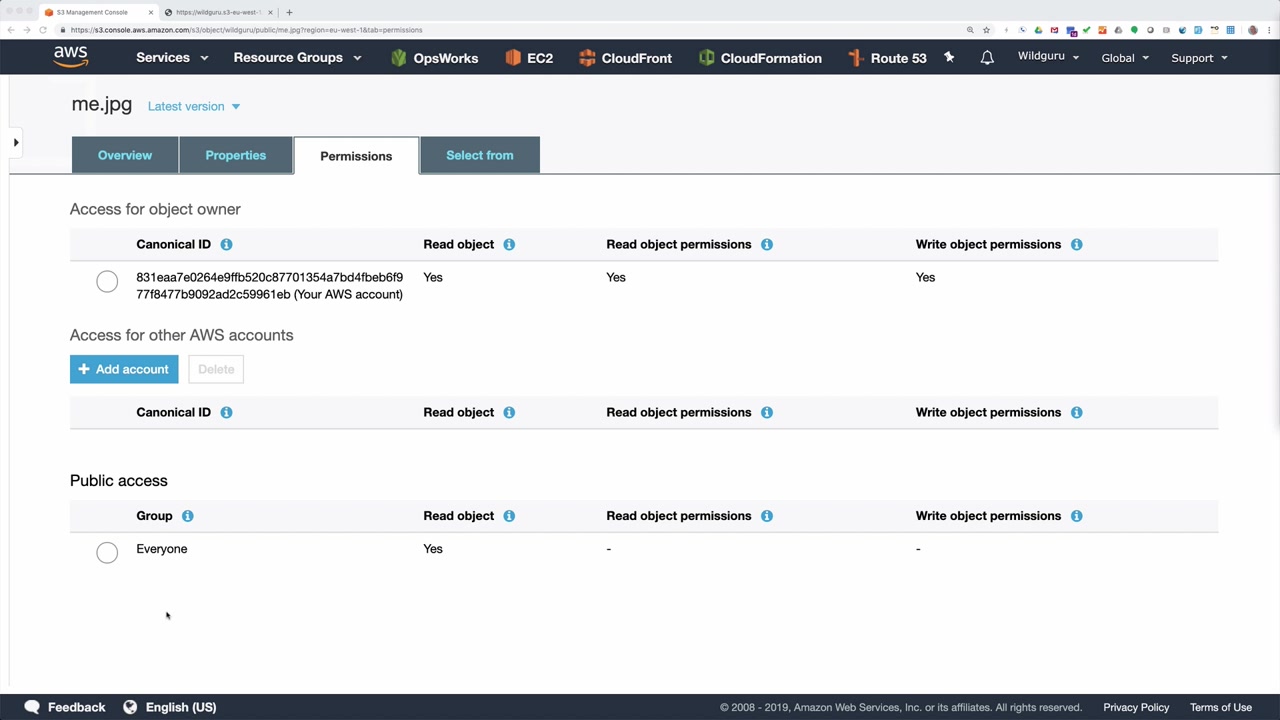 S3 Management Console
https://wildguru.s3-eu-west-1
https://s3.console.aws.amazon.com/s3/object/wildguru/public/me.jpg?region=eu-west-1&tab=permissions
aws Services Resource Groups OpsWorks EC2 CloudFront CloudFormation Route 53 Wildguru Global Support
me.jpg Latest version
Overview Properties Permissions Select from
Access for object owner
Canonical ID Read object Read object permissions Write object permissions
831eaa7e0264e9ffb520c87701354a7bd4fbeb6f9 Yes Yes Yes
77f8477b9092ad2c59961eb (Your AWS account)
Access for other AWS accounts
+ Add account Delete
Canonical ID Read object Read object permissions Write object permissions
Public access
Group Read object Read object permissions Write object permissions
Everyone Yes - -
Feedback English (US) © 2008 - 2019, Amazon Web Services, Inc. or its affiliates. All rights reserved. Privacy Policy Terms of Use